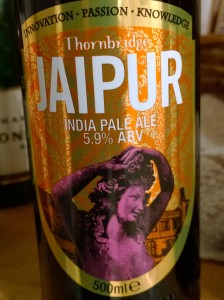 INNOVATION · PASSION · KNOWLEDGE
Thornbridge
JAIPUR
INDIA PALE ALE
5.9% ABV
500ml e